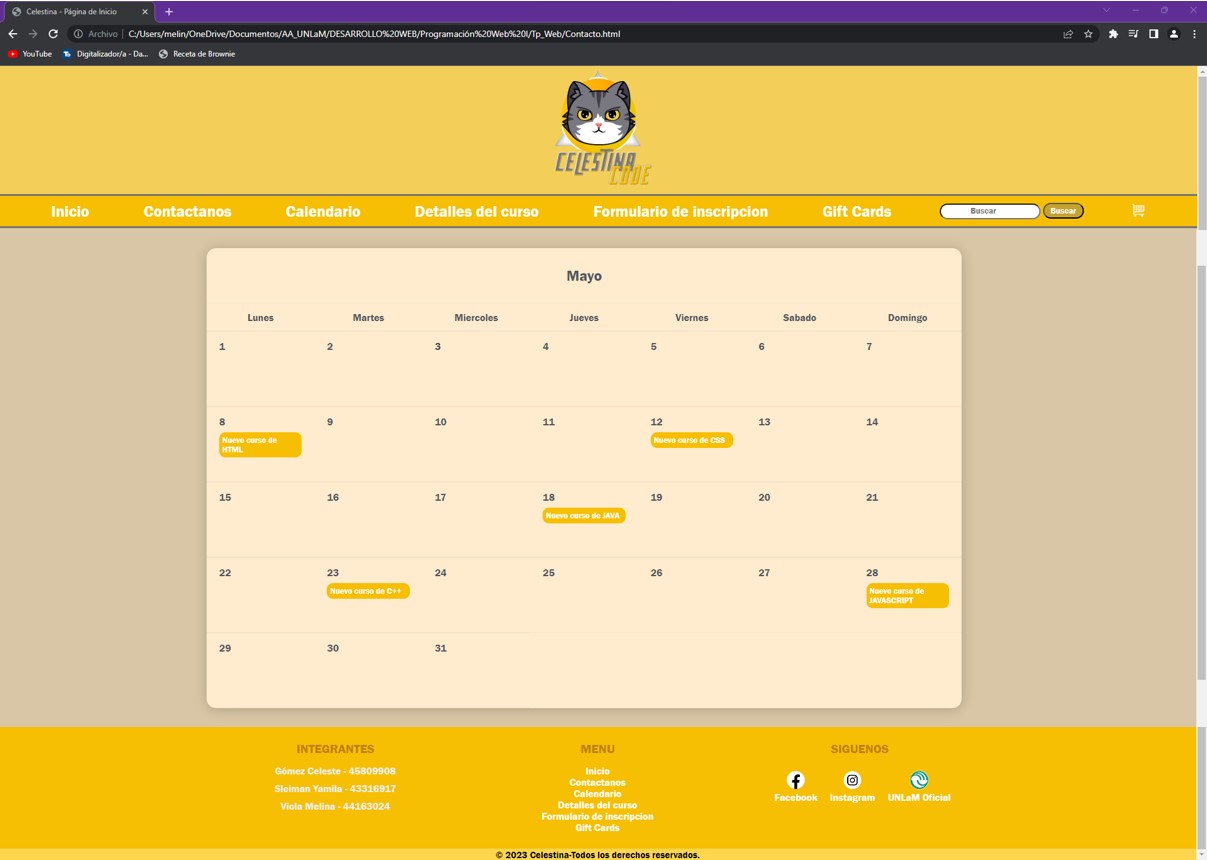 Celestina - Página de Inicio
Archivo C:/Users/melin/OneDrive/Documentos/AA_UNLaM/DESARROLLO%20WEB/Programación%20Web%20I/Tp_Web/Contacto.html
YouTube Digitalizador/a - Da... Receta de Brownie
CELESTINA
CODE
Inicio Contactanos Calendario Detalles del curso Formulario de inscripcion Gift Cards Buscar Buscar
Mayo
Lunes Martes Miercoles Jueves Viernes Sabado Domingo
1 2 3 4 5 6 7
8 9 10 11 12 13 14
Nuevo curso de HTML Nuevo curso de CSS
15 16 17 18 19 20 21
Nuevo curso de JAVA
22 23 24 25 26 27 28
Nuevo curso de C++ Nuevo curso de JAVASCRIPT
29 30 31
INTEGRANTES
Gómez Celeste - 45809908
Sleiman Yamila - 43316917
Viola Melina - 44163024
MENU
Inicio
Contactanos
Calendario
Detalles del curso
Formulario de inscripcion
Gift Cards
SIGUENOS
Facebook Instagram UNLaM Oficial
© 2023 Celestina-Todos los derechos reservados.